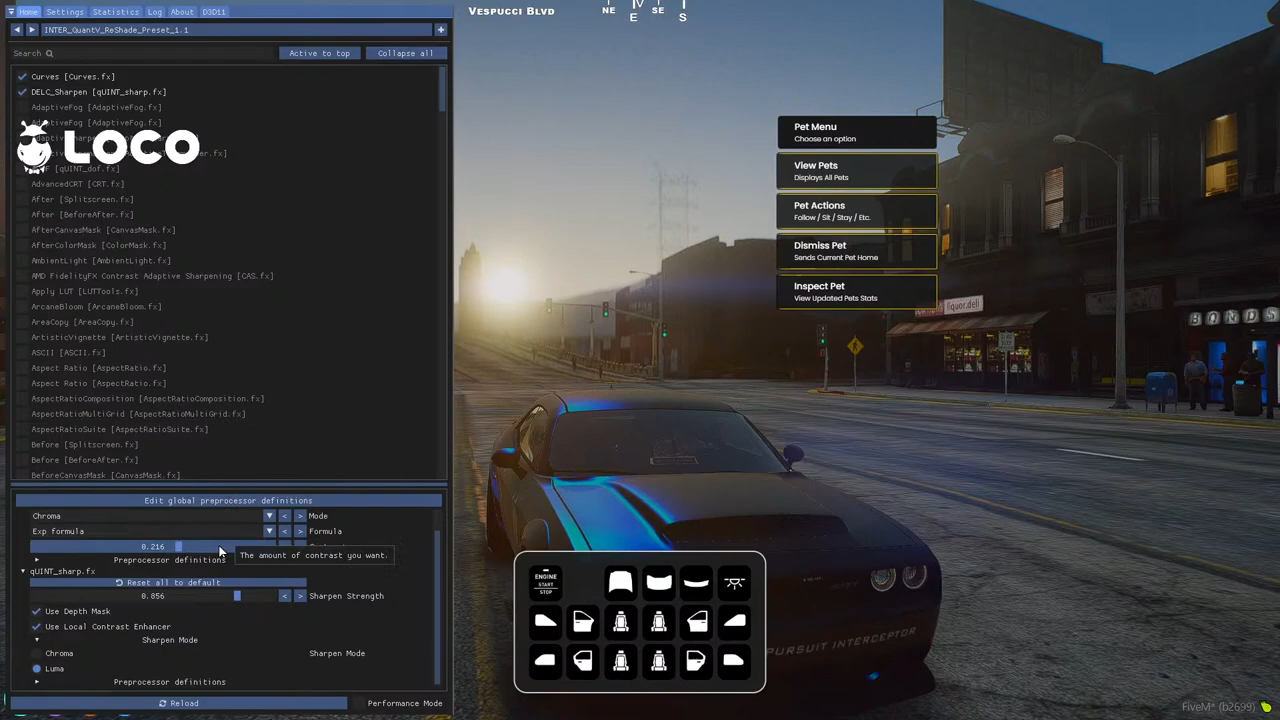 Home Settings Statistics Log About D3D11
INTER_QuantV_ReShade_Preset_1.1
Search
Active to top
Collapse all
Curves [Curves.fx]
DELC_Sharpen [qUINT_sharp.fx]
AdaptiveFog [AdaptiveFog.fx]
AdaptiveFog [AdaptiveFog.fx]
LOCO
[qUINT_dof.fx]
AdvancedCRT [CRT.fx]
After [Splitscreen.fx]
After [BeforeAfter.fx]
AfterCanvasMask [CanvasMask.fx]
AfterColorMask [ColorMask.fx]
AmbientLight [AmbientLight.fx]
AMD FidelityFX Contrast Adaptive Sharpening [CAS.fx]
Apply LUT [LUTTools.fx]
ArcaneBloom [ArcaneBloom.fx]
AreaCopy [AreaCopy.fx]
ArtisticVignette [ArtisticVignette.fx]
ASCII [ASCII.fx]
Aspect Ratio [AspectRatio.fx]
Aspect Ratio [AspectRatio.fx]
AspectRatioComposition [AspectRatioComposition.fx]
AspectRatioMultiGrid [AspectRatioMultiGrid.fx]
AspectRatioSuite [AspectRatioSuite.fx]
Before [Splitscreen.fx]
Before [BeforeAfter.fx]
BeforeCanvasMask [CanvasMask.fx]
Edit global preprocessor definitions
Chroma Mode
Exp formula Formula
0.216
The amount of contrast you want.
Preprocessor definitions
qUINT_sharp.fx
Reset all to default
0.856 Sharpen Strength
Use Depth Mask
Use Local Contrast Enhancer
Sharpen Mode
Chroma Sharpen Mode
Luma
Preprocessor definitions
Reload
Performance Mode
Vespucci Blvd
NE E SE S
Pet Menu
Choose an option
View Pets
Displays All Pets
Pet Actions
Follow / Sit / Stay / Etc.
Dismiss Pet
Sends Current Pet Home
Inspect Pet
View Updated Pets Stats
liquor.deli
BONDS
ENGINE
START
STOP
PURSUIT INTERCEPTOR
FiveM* (b2699)